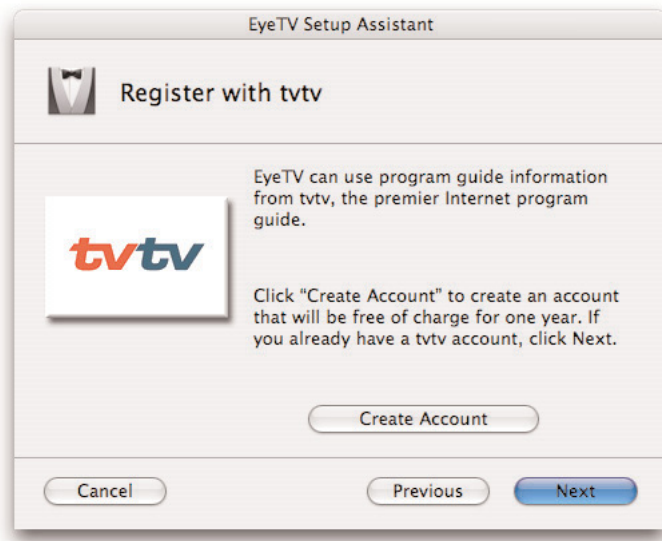 EyeTV Setup Assistant
Register with tvtv
EyeTV can use program guide information
from tvtv, the premier Internet program
guide.
tvtv
Click “Create Account” to create an account
that will be free of charge for one year. If
you already have a tvtv account, click Next.
Create Account
Cancel
Previous
Next